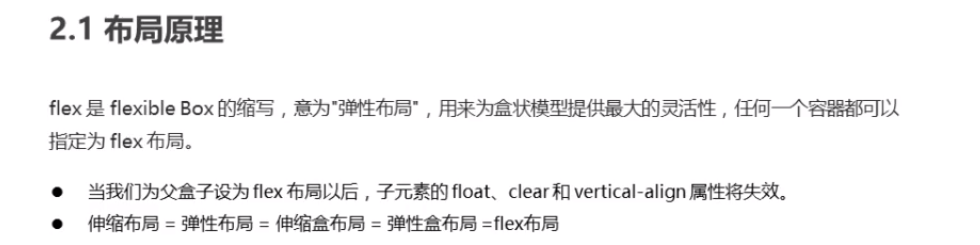 2.1 布局原理
flex 是 flexible Box 的缩写，意为"弹性布局"，用来为盒状模型提供最大的灵活性，任何一个容器都可以
指定为 flex 布局。
● 当我们为父盒子设为 flex 布局以后，子元素的 float、clear 和 vertical-align 属性将失效。
● 伸缩布局 = 弹性布局 = 伸缩盒布局 = 弹性盒布局 =flex布局